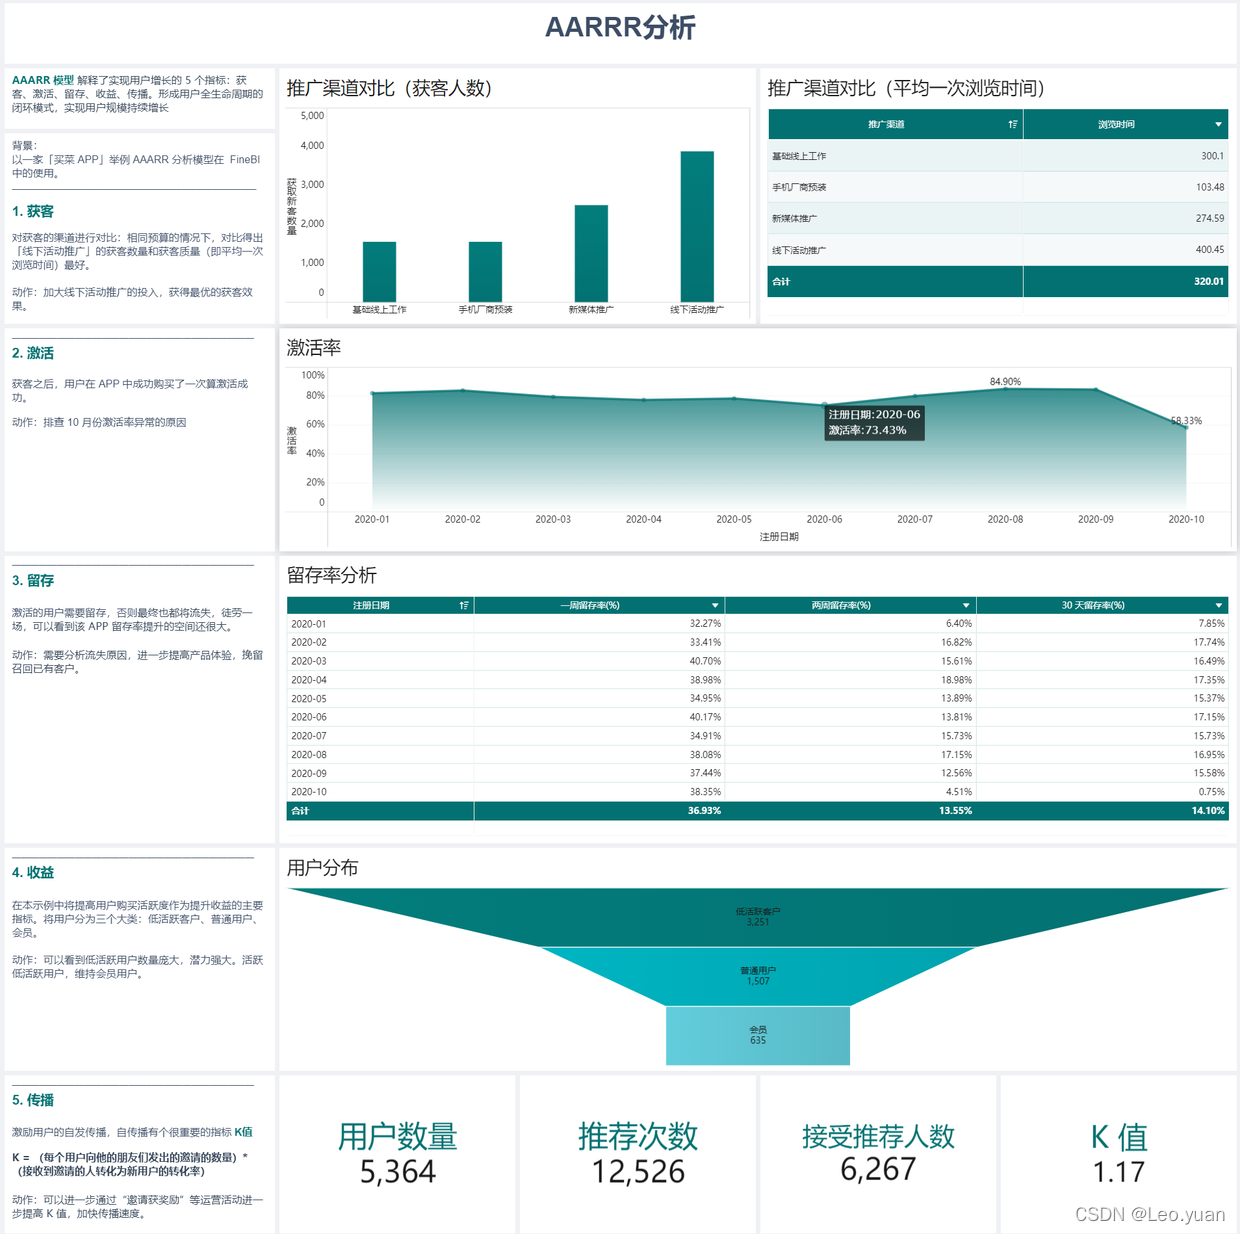 AARRR分析
AAARR 模型 解释了实现用户增长的 5 个指标：获
客、激活、留存、收益、传播。形成用户全生命周期的
闭环模式，实现用户规模持续增长
背景：
以一家「买菜 APP」举例 AAARR 分析模型在 FineBI
中的使用。
1. 获客
对获客的渠道进行对比：相同预算的情况下，对比得出
「线下活动推广」的获客数量和获客质量（即平均一次
浏览时间）最好。
动作：加大线下活动推广的投入，获得最优的获客效
果。
推广渠道对比（获客人数）
5,000
4,000
3,000
2,000
1,000
0
获取新客数量
基础线上工作 手机厂商预装 新媒体推广 线下活动推广
推广渠道对比（平均一次浏览时间）
推广渠道 浏览时间
基础线上工作 300.1
手机厂商预装 103.48
新媒体推广 274.59
线下活动推广 400.45
合计 320.01
2. 激活
获客之后，用户在 APP 中成功购买了一次算激活成
功。
动作：排查 10 月份激活率异常的原因
激活率
100%
80%
60%
40%
20%
0
激活率
84.90%
58.33%
注册日期:2020-06
激活率:73.43%
2020-01 2020-02 2020-03 2020-04 2020-05 2020-06 2020-07 2020-08 2020-09 2020-10
注册日期
3. 留存
激活的用户需要留存，否则最终也都将流失，徒劳一
场，可以看到该 APP 留存率提升的空间还很大。
动作：需要分析流失原因，进一步提高产品体验，挽留
召回已有客户。
留存率分析
注册日期 一周留存率(%) 两周留存率(%) 30 天留存率(%)
2020-01 32.27% 6.40% 7.85%
2020-02 33.41% 16.82% 17.74%
2020-03 40.70% 15.61% 16.49%
2020-04 38.98% 18.98% 17.35%
2020-05 34.95% 13.89% 15.37%
2020-06 40.17% 13.81% 17.15%
2020-07 34.91% 15.73% 15.73%
2020-08 38.08% 17.15% 16.95%
2020-09 37.44% 12.56% 15.58%
2020-10 38.35% 4.51% 0.75%
合计 36.93% 13.55% 14.10%
4. 收益
在本示例中将提高用户购买活跃度作为提升收益的主要
指标。将用户分为三个大类：低活跃客户、普通用户、
会员。
动作：可以看到低活跃用户数量庞大，潜力强大。活跃
低活跃用户，维持会员用户。
用户分布
低活跃客户
3,251
普通用户
1,507
会员
635
5. 传播
激励用户的自发传播，自传播有个很重要的指标 K值
K = （每个用户向他的朋友们发出的邀请的数量）*
（接收到邀请的人转化为新用户的转化率）
动作：可以进一步通过“邀请获奖励”等运营活动进一
步提高 K 值，加快传播速度。
用户数量
5,364
推荐次数
12,526
接受推荐人数
6,267
K 值
1.17
CSDN @Leo.yuan